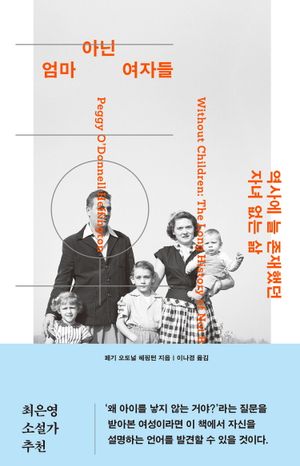 아닌
엄마 여자들
Peggy O'Donnell Heffington
Without Children: The Long History of Not
역사에 늘 존재했던
자녀 없는 삶
페기 오도널 헤핑턴 지음 | 이나경 옮김
최은영
소설가
추천
'왜 아이를 낳지 않는 거야?'라는 질문을
받아본 여성이라면 이 책에서 자신을
설명하는 언어를 발견할 수 있을 것이다.